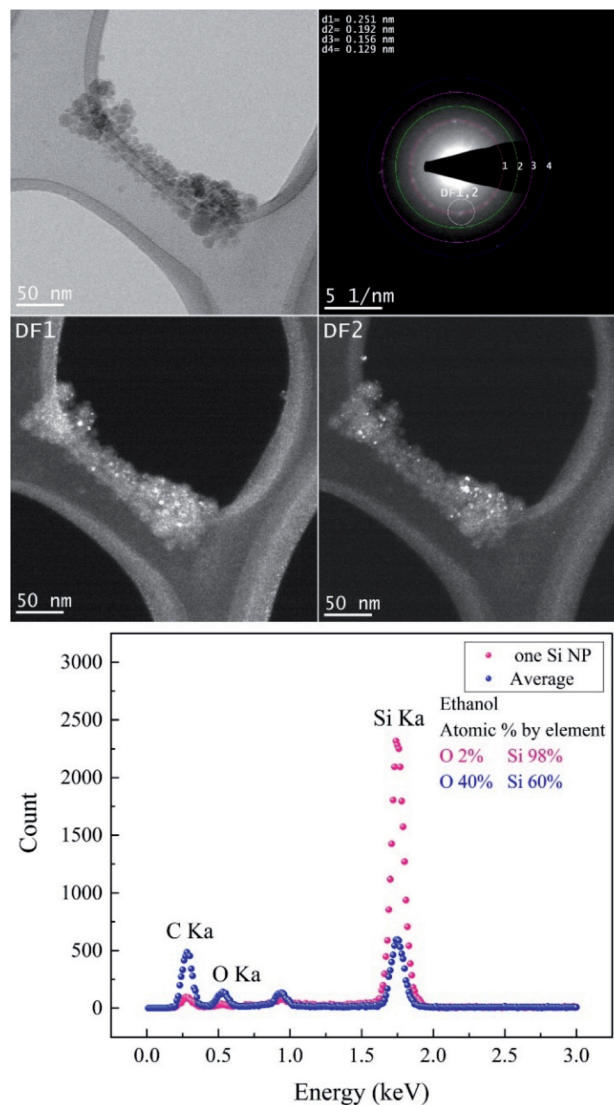 d1= 0.251 nm
d2= 0.192 nm
d3= 0.156 nm
d4= 0.129 nm
1 2 3 4
DF1,2
50 nm
5 1/nm
DF1
DF2
50 nm
50 nm
3000
2500
2000
1500
1000
500
0
Count
one Si NP
Average
Ethanol
Atomic % by element
O 2% Si 98%
O 40% Si 60%
Si Ka
C Ka
O Ka
0.0 0.5 1.0 1.5 2.0 2.5 3.0
Energy (keV)